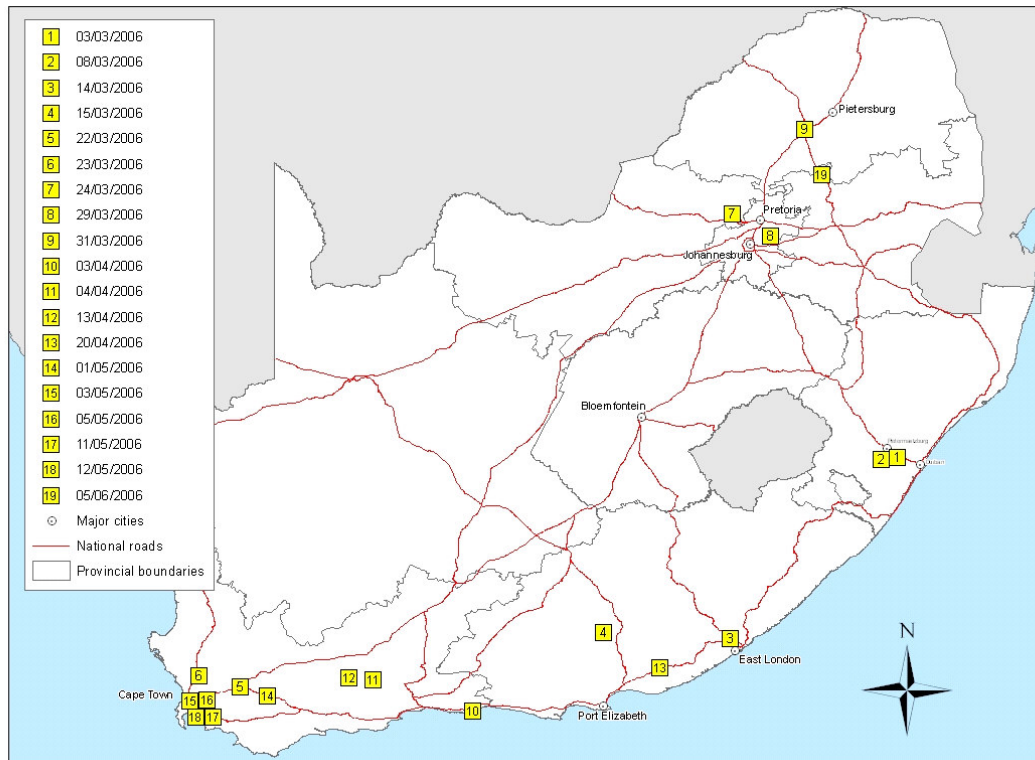 1 03/03/2006
2 08/03/2006
3 14/03/2006
4 15/03/2006
5 22/03/2006
6 23/03/2006
7 24/03/2006
8 29/03/2006
9 31/03/2006
10 03/04/2006
11 04/04/2006
12 13/04/2006
13 20/04/2006
14 01/05/2006
15 03/05/2006
16 05/05/2006
17 11/05/2006
18 12/05/2006
19 05/06/2006
Major cities
National roads
Provincial boundaries
Pietersburg
9
19
7
Pretoria
8
Johannesburg
Bloemfontein
Pietermaritzburg
2 1
Durban
4
3
N
East London
13
12 11
6
5
14
Cape Town
15 16
18 17
10
Port Elizabeth